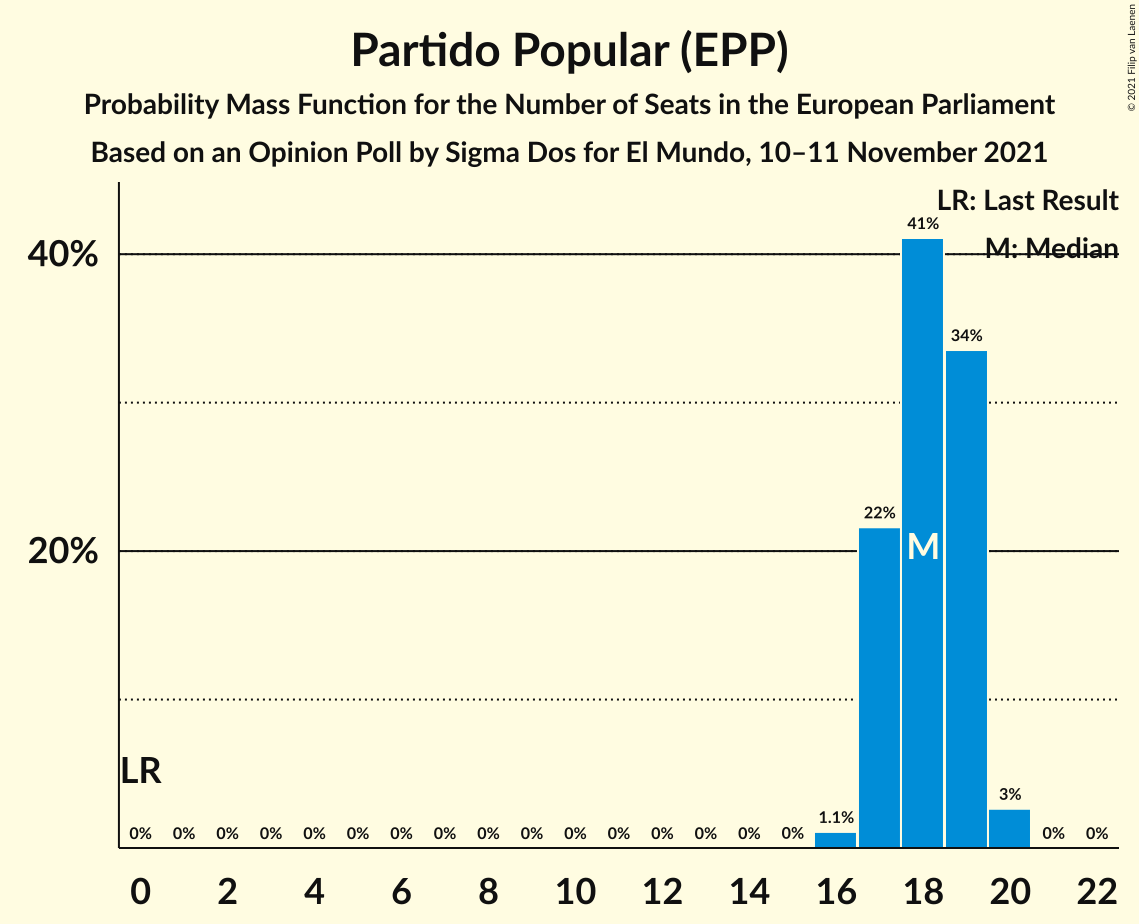 Partido Popular (EPP)
Probability Mass Function for the Number of Seats in the European Parliament
Based on an Opinion Poll by Sigma Dos for El Mundo, 10–11 November 2021
© 2021 Filip van Laenen
LR: Last Result
M: Median
41%
40%
34%
22%
20%
M
LR
3%
1.1%
0% 0% 0% 0% 0% 0% 0% 0% 0% 0% 0% 0% 0% 0% 0% 0% 0% 0%
0 2 4 6 8 10 12 14 16 18 20 22